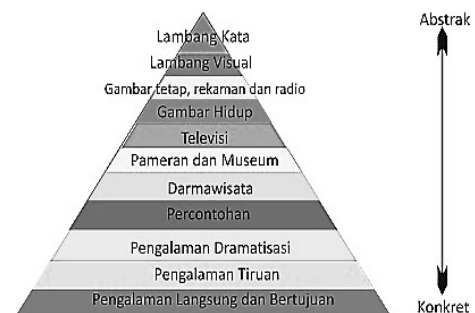 Abstrak
Lambang Kata
Lambang Visual
Gambar tetap, rekaman dan radio
Gambar Hidup
Televisi
Pameran dan Museum
Darmawisata
Percontohan
Pengalaman Dramatisasi
Pengalaman Tiruan
Pengalaman Langsung dan Bertujuan
Konkret